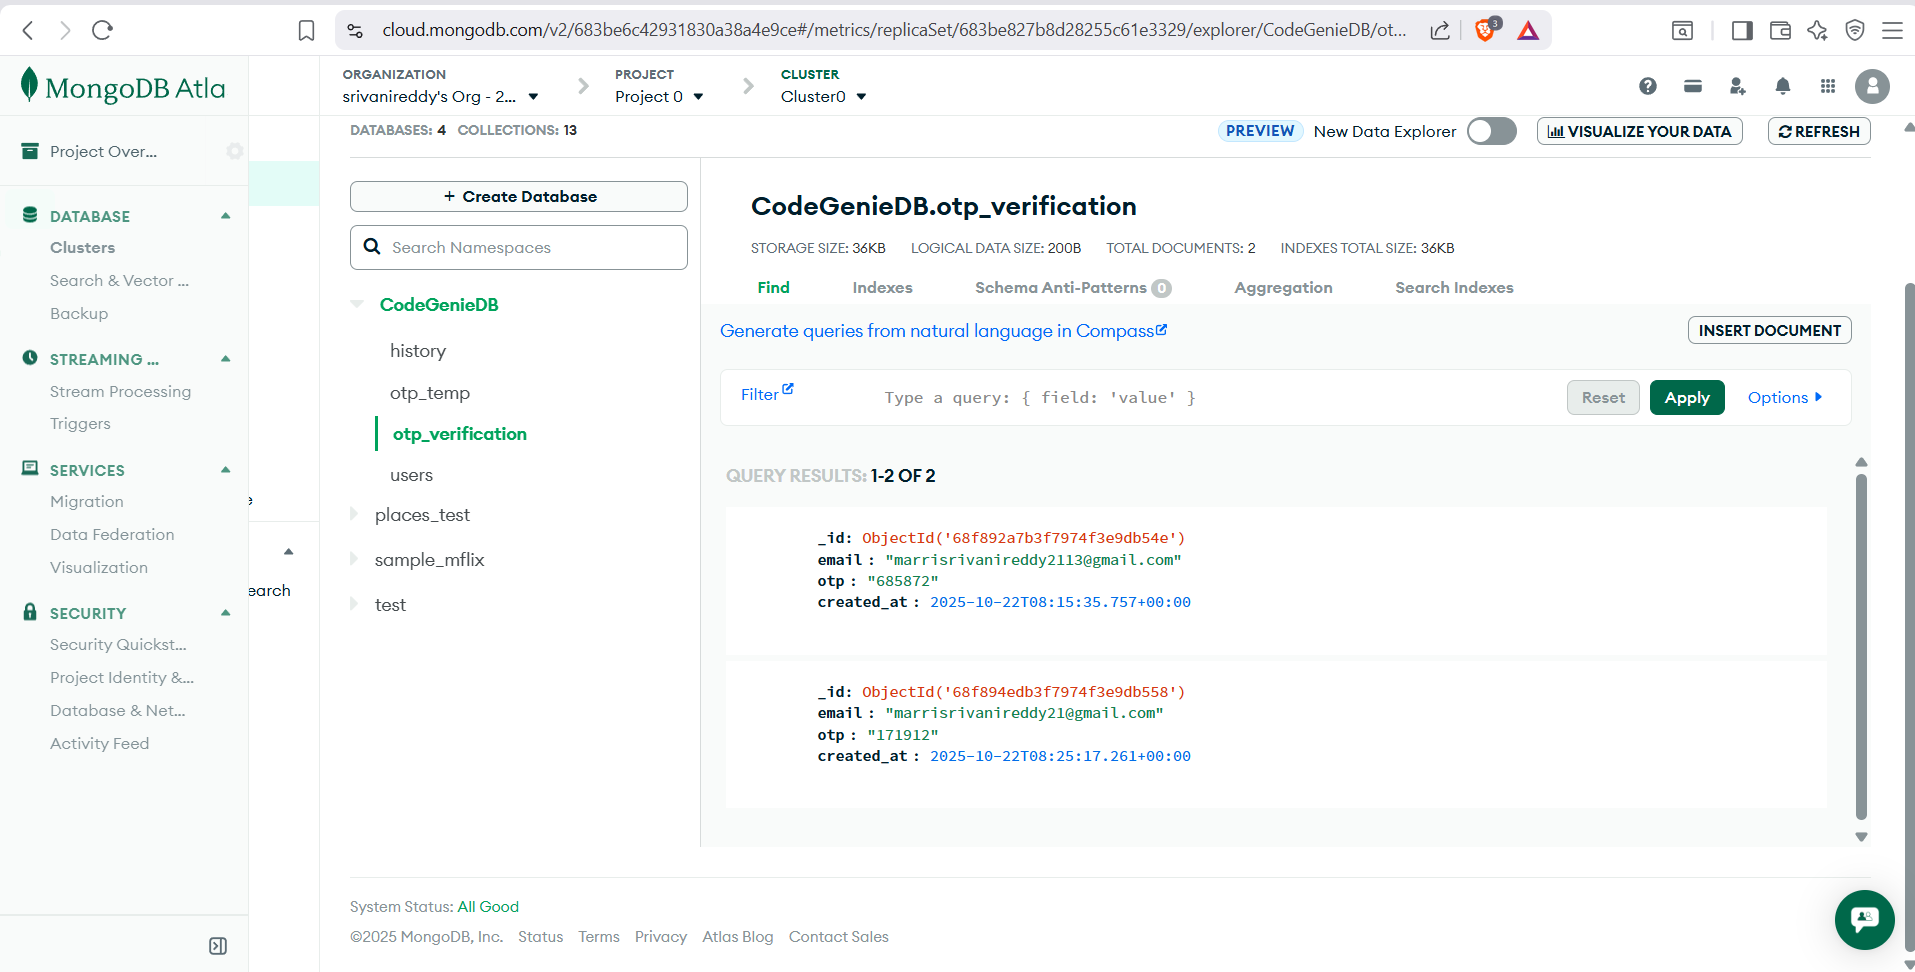 cloud.mongodb.com/v2/683be6c42931830a38a4e9ce#/metrics/replicaSet/683be827b8d28255c61e3329/explorer/CodeGenieDB/ot...
3
MongoDB Atla
ORGANIZATION
srivanireddy's Org - 2...
PROJECT
Project 0
CLUSTER
Cluster0
DATABASES: 4 COLLECTIONS: 13
PREVIEW New Data Explorer
VISUALIZE YOUR DATA
REFRESH
Project Over...
DATABASE
Clusters
Search & Vector ...
Backup
STREAMING ...
Stream Processing
Triggers
SERVICES
Migration
Data Federation
Visualization
SECURITY
Security Quickst...
Project Identity &...
Database & Net...
Activity Feed
e
earch
+ Create Database
Search Namespaces
CodeGenieDB
history
otp_temp
otp_verification
users
places_test
sample_mflix
test
CodeGenieDB.otp_verification
STORAGE SIZE: 36KB LOGICAL DATA SIZE: 200B TOTAL DOCUMENTS: 2 INDEXES TOTAL SIZE: 36KB
Find Indexes Schema Anti-Patterns 0 Aggregation Search Indexes
Generate queries from natural language in Compass
INSERT DOCUMENT
Filter Type a query: { field: 'value' } Reset Apply Options
QUERY RESULTS: 1-2 OF 2
_id: ObjectId('68f892a7b3f7974f3e9db54e')
email : "marrisrivanireddy2113@gmail.com"
otp : "685872"
created_at : 2025-10-22T08:15:35.757+00:00
_id: ObjectId('68f894edb3f7974f3e9db558')
email : "marrisrivanireddy21@gmail.com"
otp : "171912"
created_at : 2025-10-22T08:25:17.261+00:00
System Status: All Good
©2025 MongoDB, Inc. Status Terms Privacy Atlas Blog Contact Sales